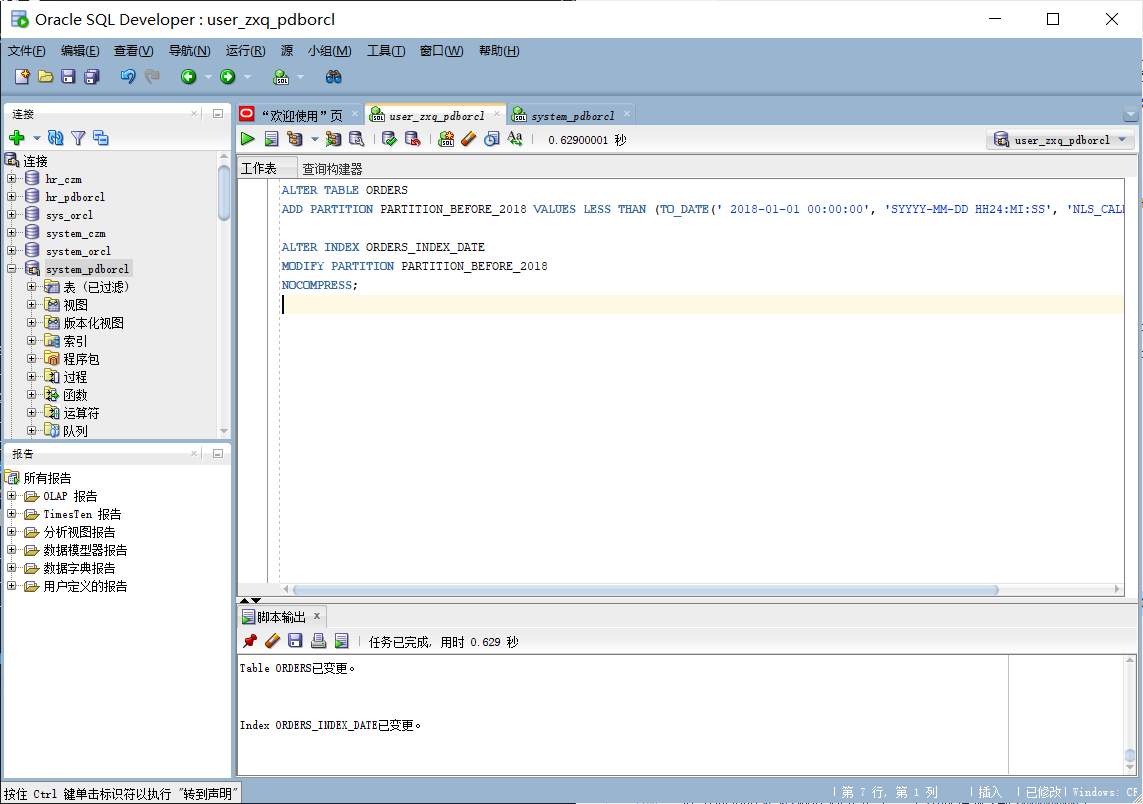 Oracle SQL Developer : user_zxq_pdborcl
文件(F) 编辑(E) 查看(V) 导航(N) 运行(R) 源 小组(M) 工具(T) 窗口(W) 帮助(H)
连接
连接
hr_czm
hr_pdborcl
sys_orcl
system_czm
system_orcl
system_pdborcl
表 (已过滤)
视图
版本化视图
索引
程序包
过程
函数
运算符
队列
报告
所有报告
OLAP 报告
TimesTen 报告
分析视图报告
数据模型器报告
数据字典报告
用户定义的报告
“欢迎使用”页 user_zxq_pdborcl system_pdborcl
0.62900001 秒 user_zxq_pdborcl
工作表 查询构建器
ALTER TABLE ORDERS
ADD PARTITION PARTITION_BEFORE_2018 VALUES LESS THAN (TO_DATE(' 2018-01-01 00:00:00', 'SYYYY-MM-DD HH24:MI:SS', 'NLS_CALE
ALTER INDEX ORDERS_INDEX_DATE
MODIFY PARTITION PARTITION_BEFORE_2018
NOCOMPRESS;
脚本输出
任务已完成, 用时 0.629 秒
Table ORDERS已变更。
Index ORDERS_INDEX_DATE已变更。
按住 Ctrl 键单击标识符以执行 "转到声明" 第 7 行, 第 1 列 插入 已修改 Windows: CR